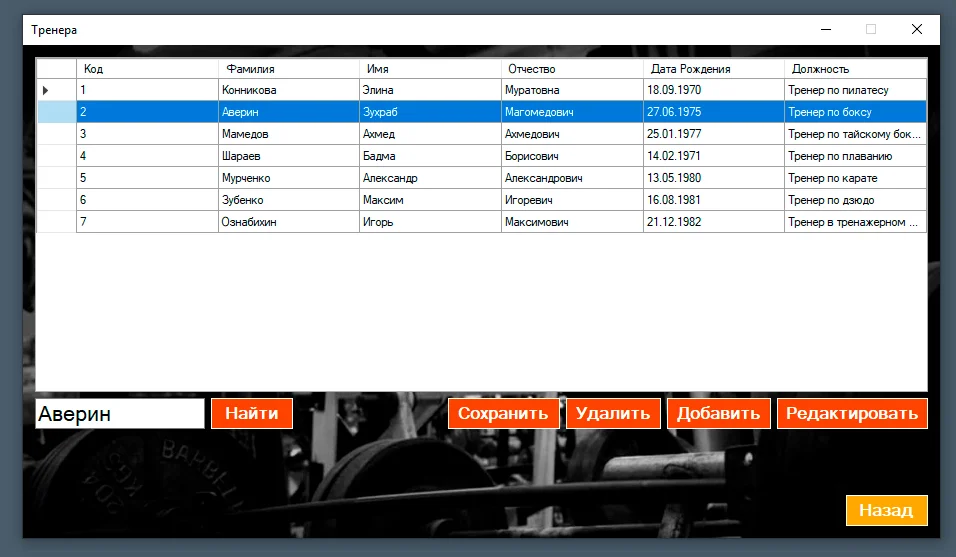 Тренера
Код Фамилия Имя Отчество Дата Рождения Должность
1 Конникова Элина Муратовна 18.09.1970 Тренер по пилатесу
2 Аверин Зухраб Магомедович 27.06.1975 Тренер по боксу
3 Мамедов Ахмед Ахмедович 25.01.1977 Тренер по тайскому бок...
4 Шараев Бадма Борисович 14.02.1971 Тренер по плаванию
5 Мурченко Александр Александрович 13.05.1980 Тренер по карате
6 Зубенко Максим Игоревич 16.08.1981 Тренер по дзюдо
7 Ознабихин Игорь Максимович 21.12.1982 Тренер в тренажерном ...
Аверин Найти Сохранить Удалить Добавить Редактировать
BARBELL
204
KGS
Назад